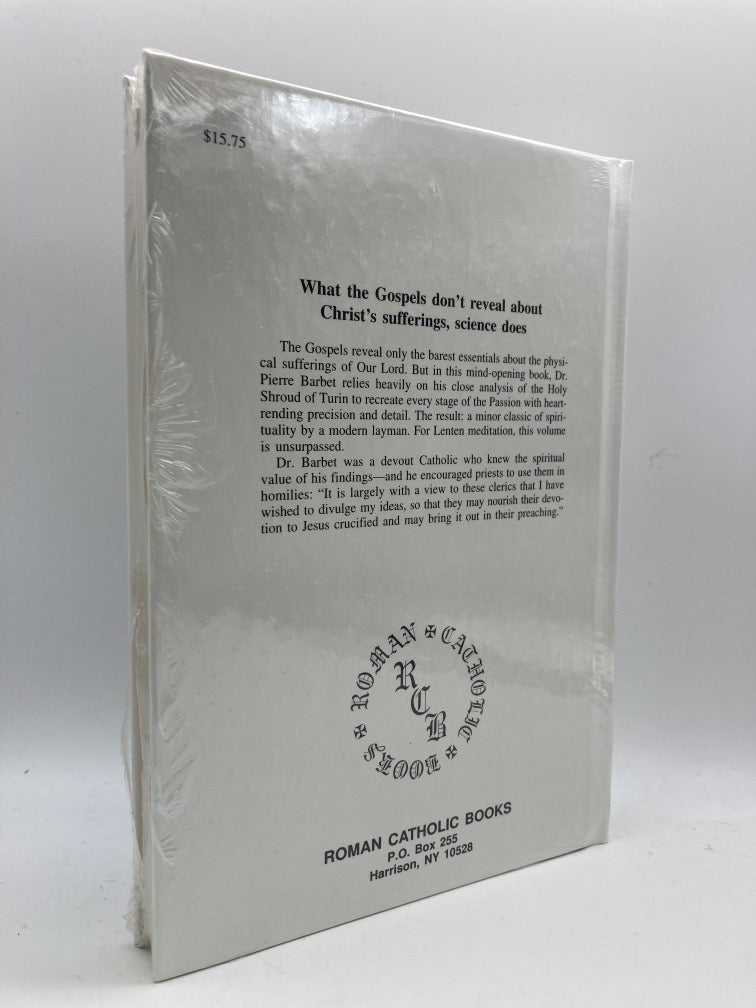 $15.75
What the Gospels don't reveal about
Christ's sufferings, science does
The Gospels reveal only the barest essentials about the physi-
cal sufferings of Our Lord. But in this mind-opening book, Dr.
Pierre Barbet relies heavily on his close analysis of the Holy
Shroud of Turin to recreate every stage of the Passion with heart-
rending precision and detail. The result: a minor classic of spiri-
tuality by a modern layman. For Lenten meditation, this volume
is unsurpassed.
Dr. Barbet was a devout Catholic who knew the spiritual
value of his findings—and he encouraged priests to use them in
homilies: “It is largely with a view to these clerics that I have
wished to divulge my ideas, so that they may nourish their devo-
tion to Jesus crucified and may bring it out in their preaching.”
ROMAN ✠ CATHOLIC ✠ BOOKS ✠
RCB
ROMAN CATHOLIC BOOKS
P.O. Box 255
Harrison, NY 10528